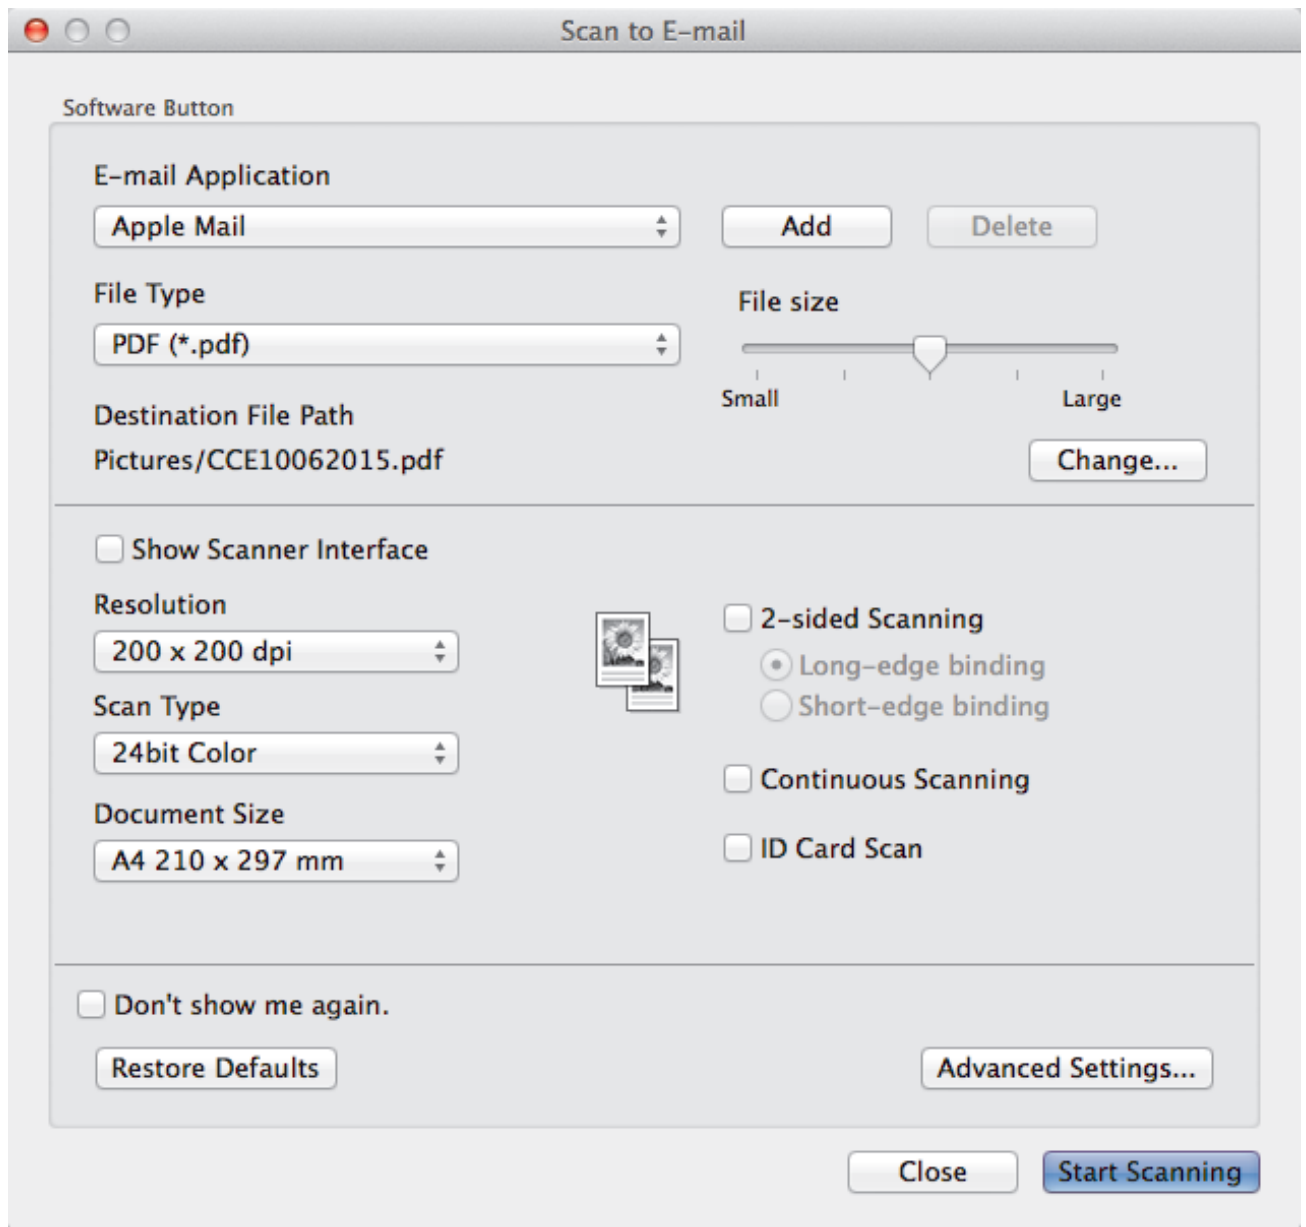 Scan to E-mail
Software Button
E-mail Application
Apple Mail
Add
Delete
File Type
File size
PDF (*.pdf)
Small
Large
Destination File Path
Pictures/CCE10062015.pdf
Change...
Show Scanner Interface
Resolution
200 x 200 dpi
2-sided Scanning
Long-edge binding
Short-edge binding
Scan Type
24bit Color
Continuous Scanning
Document Size
A4 210 x 297 mm
ID Card Scan
Don't show me again.
Restore Defaults
Advanced Settings...
Close
Start Scanning